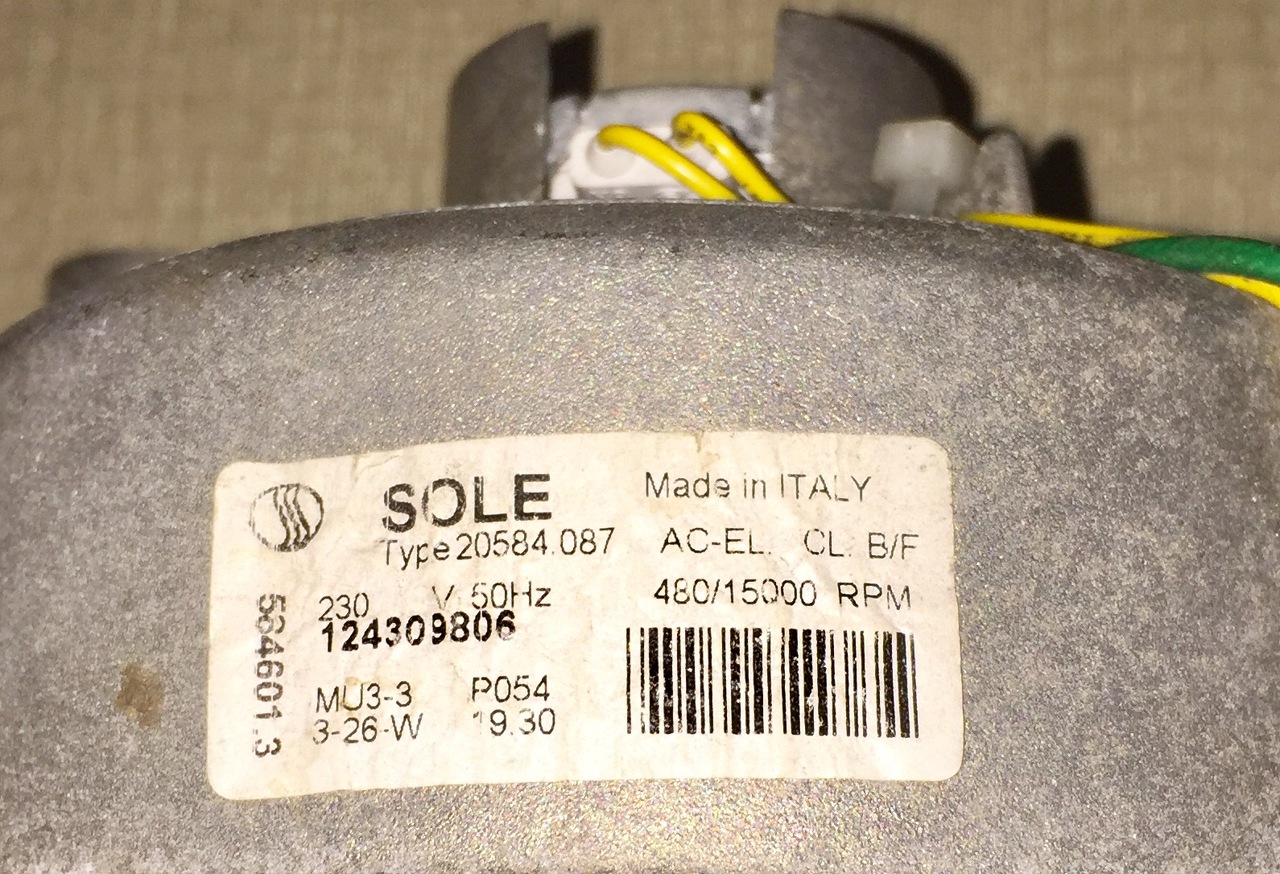 SOLE
Made in ITALY
Type 20584.087
AC-EL. CL. B/F
230 V 50Hz
480/15000 RPM
124309806
MU3-3 P054
3-26-W 19.30
564601.3